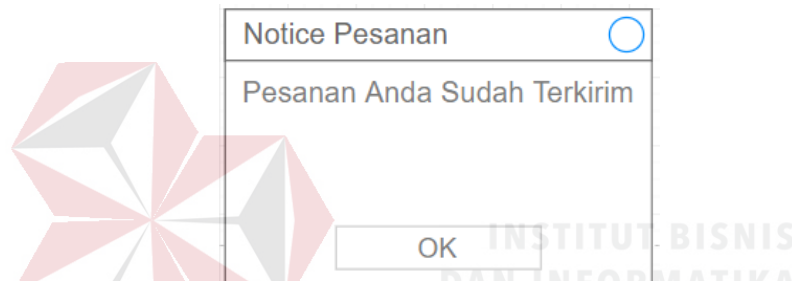 Notice Pesanan
Pesanan Anda Sudah Terkirim
OK
INSTITUT BISNIS
DAN INFORMATIKA